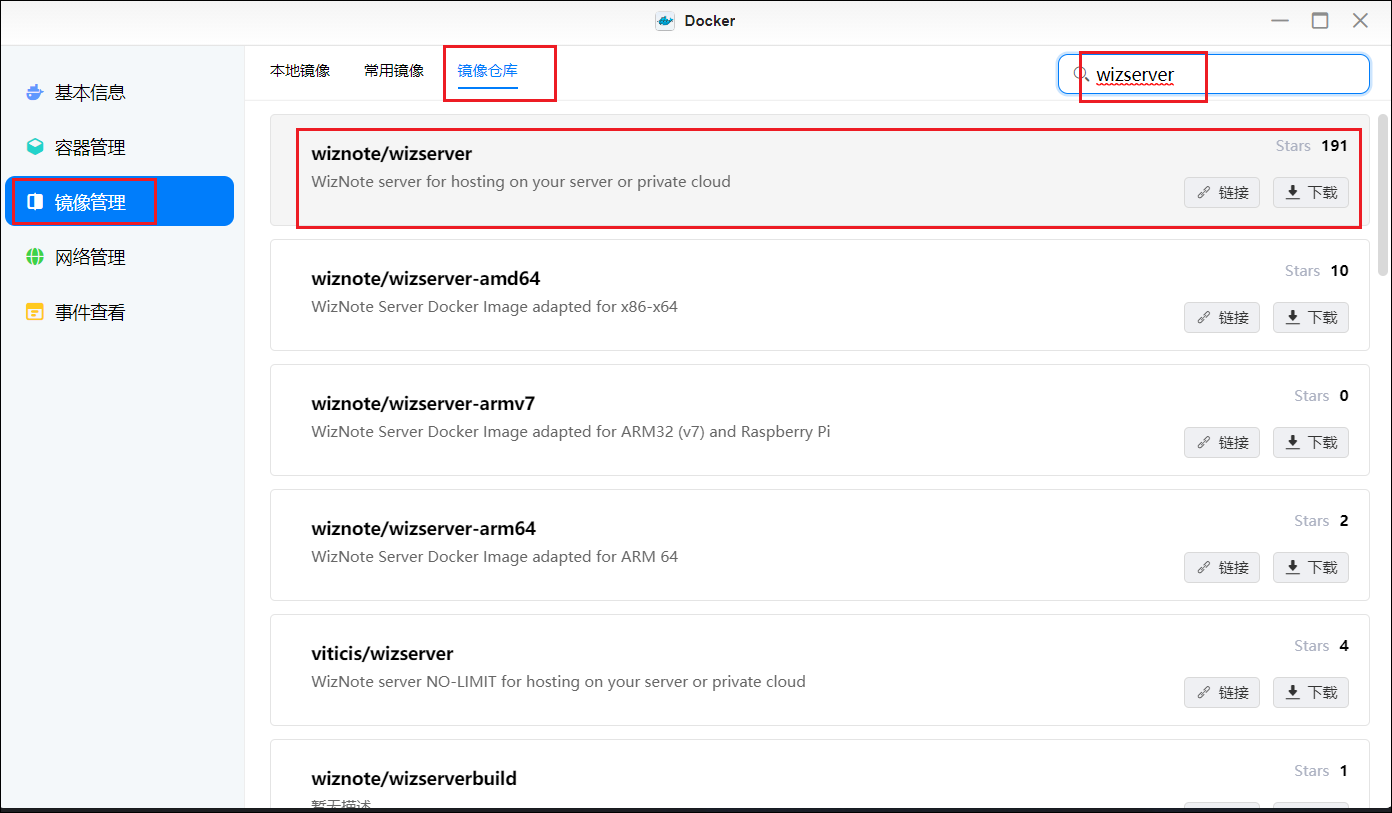 Docker
基本信息
容器管理
镜像管理
网络管理
事件查看
本地镜像 常用镜像 镜像仓库
wizserver
wiznote/wizserver
Stars 191
WizNote server for hosting on your server or private cloud
链接 下载
wiznote/wizserver-amd64
Stars 10
WizNote Server Docker Image adapted for x86-x64
链接 下载
wiznote/wizserver-armv7
Stars 0
WizNote Server Docker Image adapted for ARM32 (v7) and Raspberry Pi
链接 下载
wiznote/wizserver-arm64
Stars 2
WizNote Server Docker Image adapted for ARM 64
链接 下载
viticis/wizserver
Stars 4
WizNote server NO-LIMIT for hosting on your server or private cloud
链接 下载
wiznote/wizserverbuild
Stars 1
暂无描述